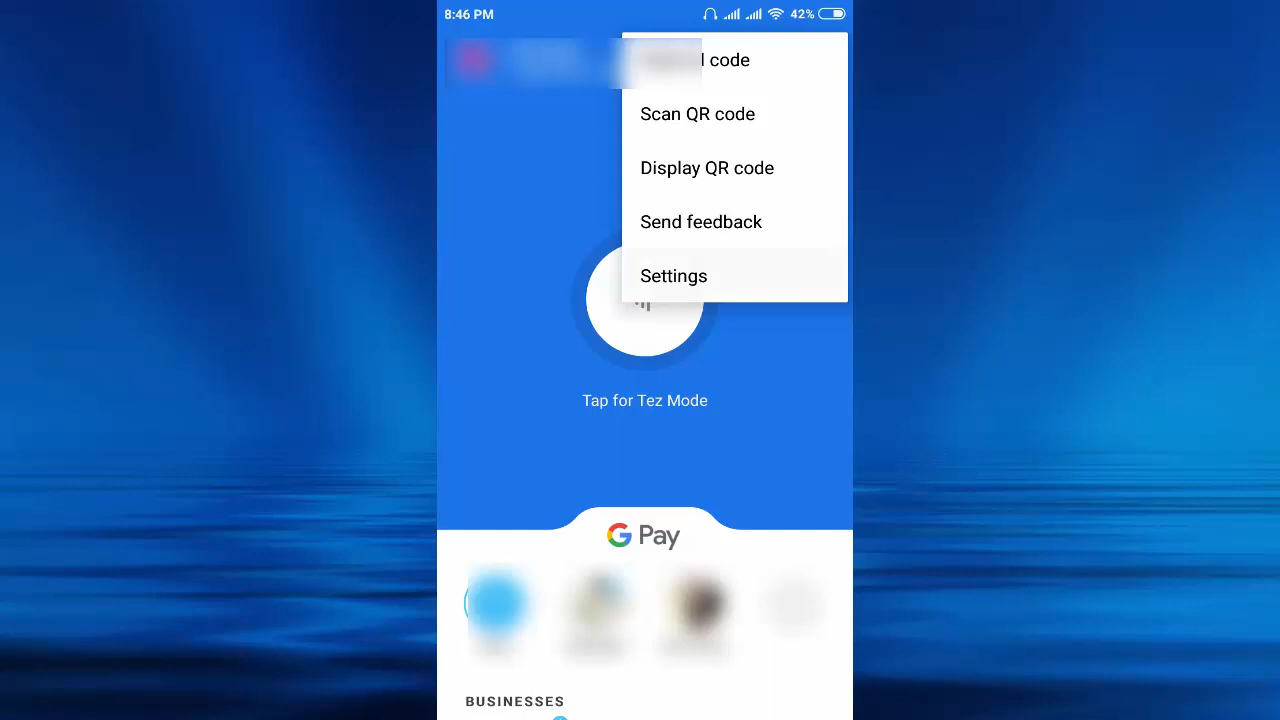 8:46 PM
42%
code
Scan QR code
Display QR code
Send feedback
Settings
Tap for Tez Mode
G Pay
BUSINESSES